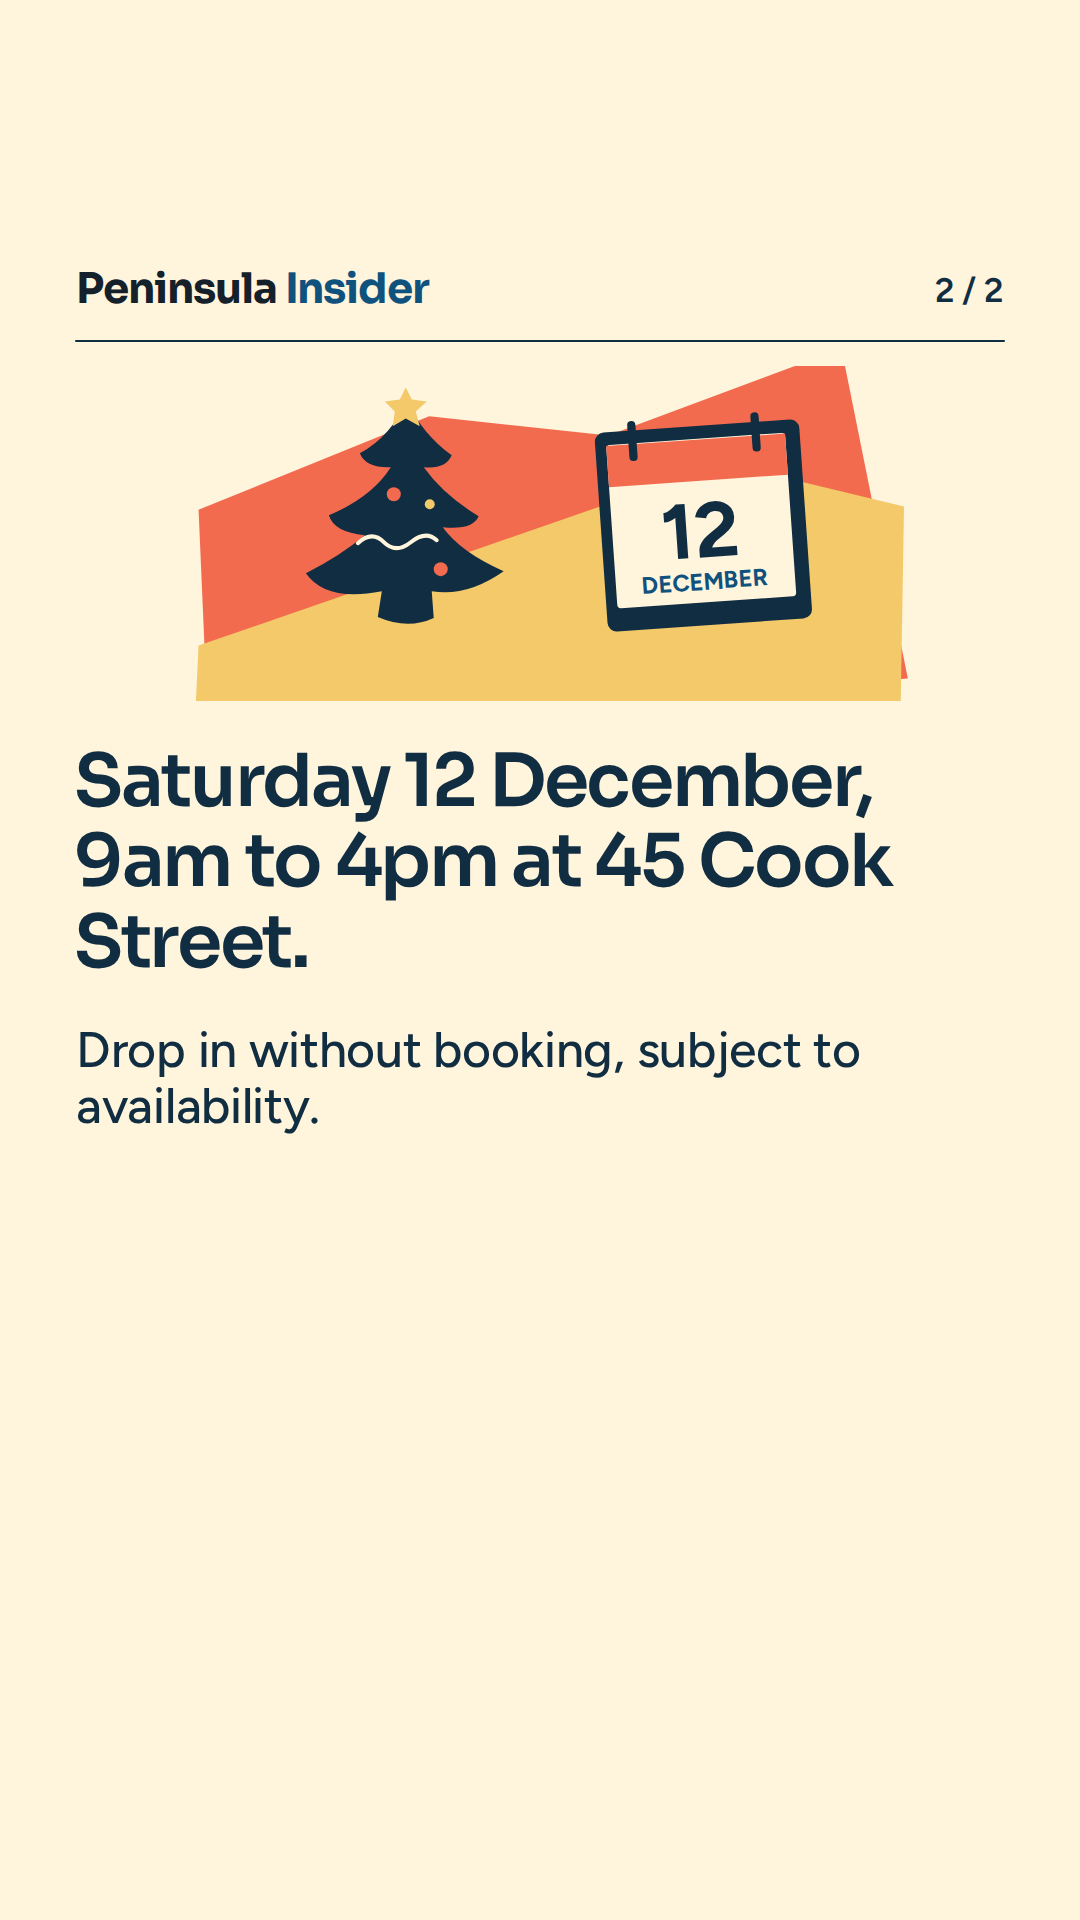 Peninsula Insider
2 / 2
12
DECEMBER
Saturday 12 December,
9am to 4pm at 45 Cook
Street.
Drop in without booking, subject to
availability.